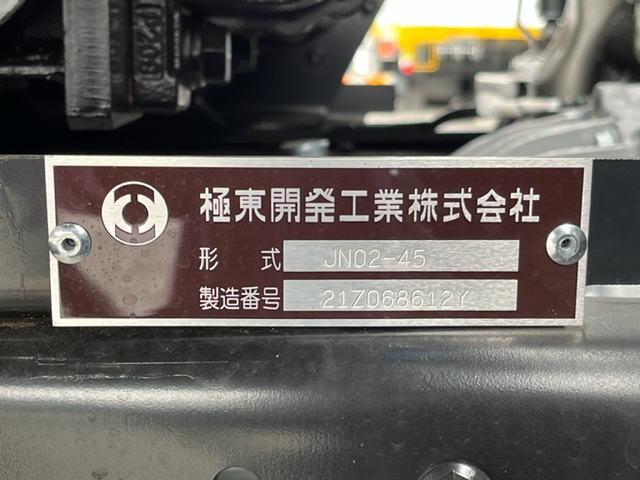 極東開発工業株式会社
形 式 JN02-45
製造番号 21Z068612Y